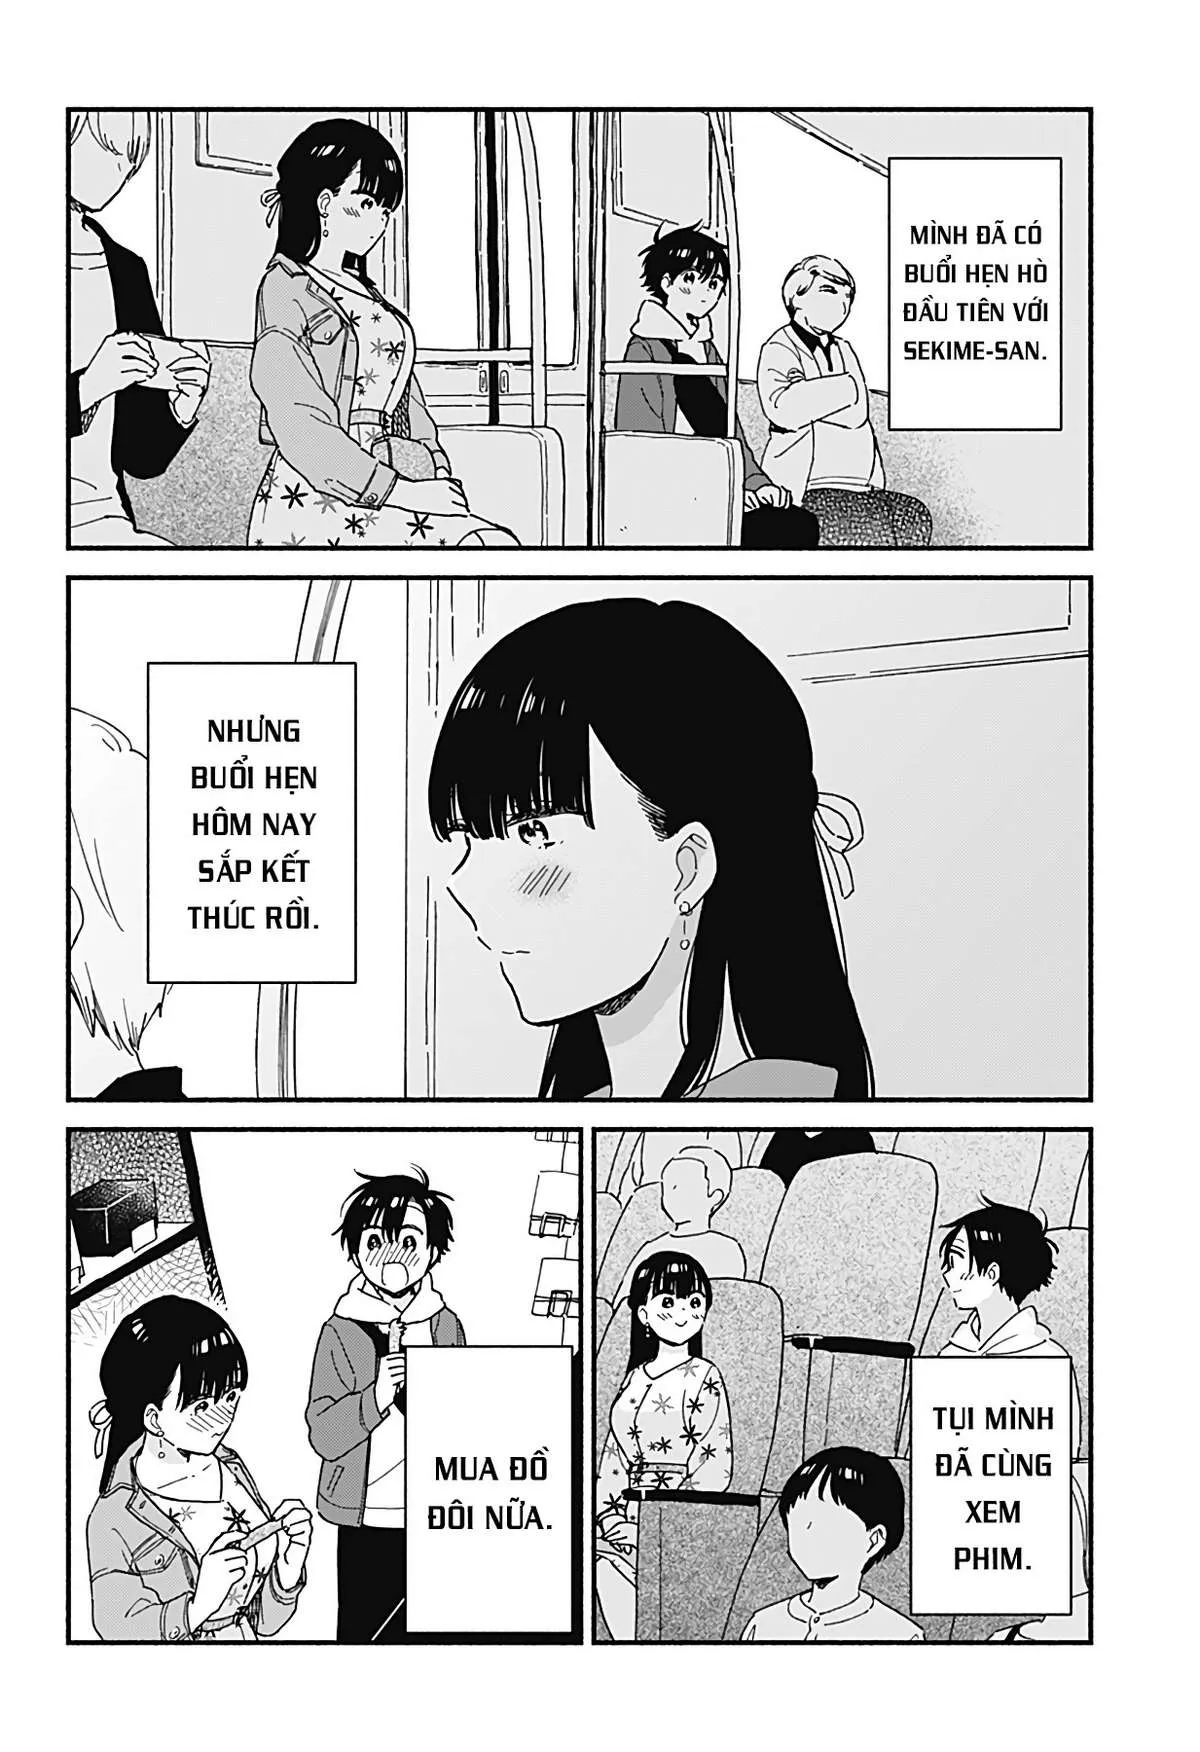 MÌNH ĐÃ CÓ
BUỔI HẸN HÒ
ĐẦU TIÊN VỚI
SEKIME-SAN.
NHƯNG
BUỔI HẸN
HÔM NAY
SẮP KẾT
THÚC RỒI.
TỤI MÌNH
ĐÃ CÙNG
XEM
PHIM.
MUA ĐỒ
ĐÔI NỮA.